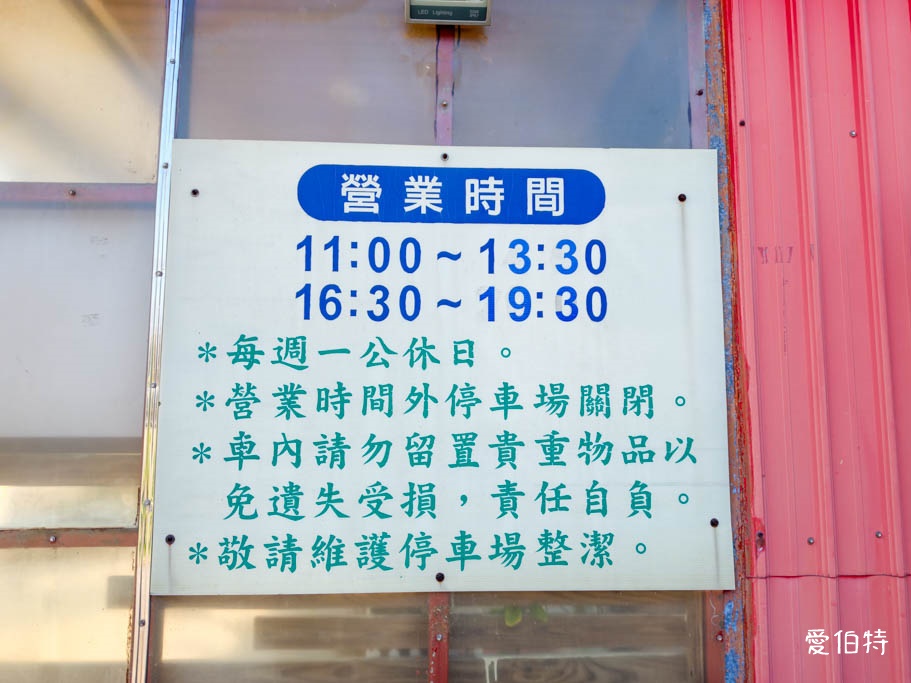 LED Lighting
營業時間
11:00~13:30
16:30~19:30
*每週一公休日。
*營業時間外停車場關閉。
*車內請勿留置貴重物品以
免遺失受損,責任自負。
*敬請維護停車場整潔。
愛伯特